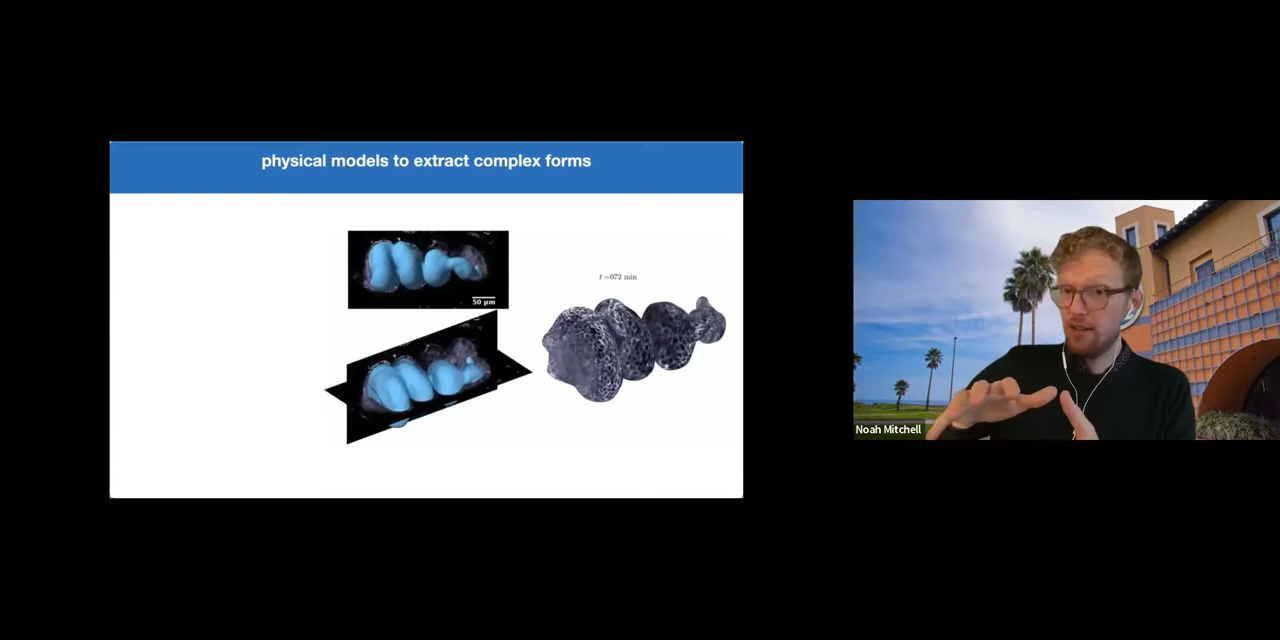 physical models to extract complex forms
t =072 min
50 μm
Noah Mitchell